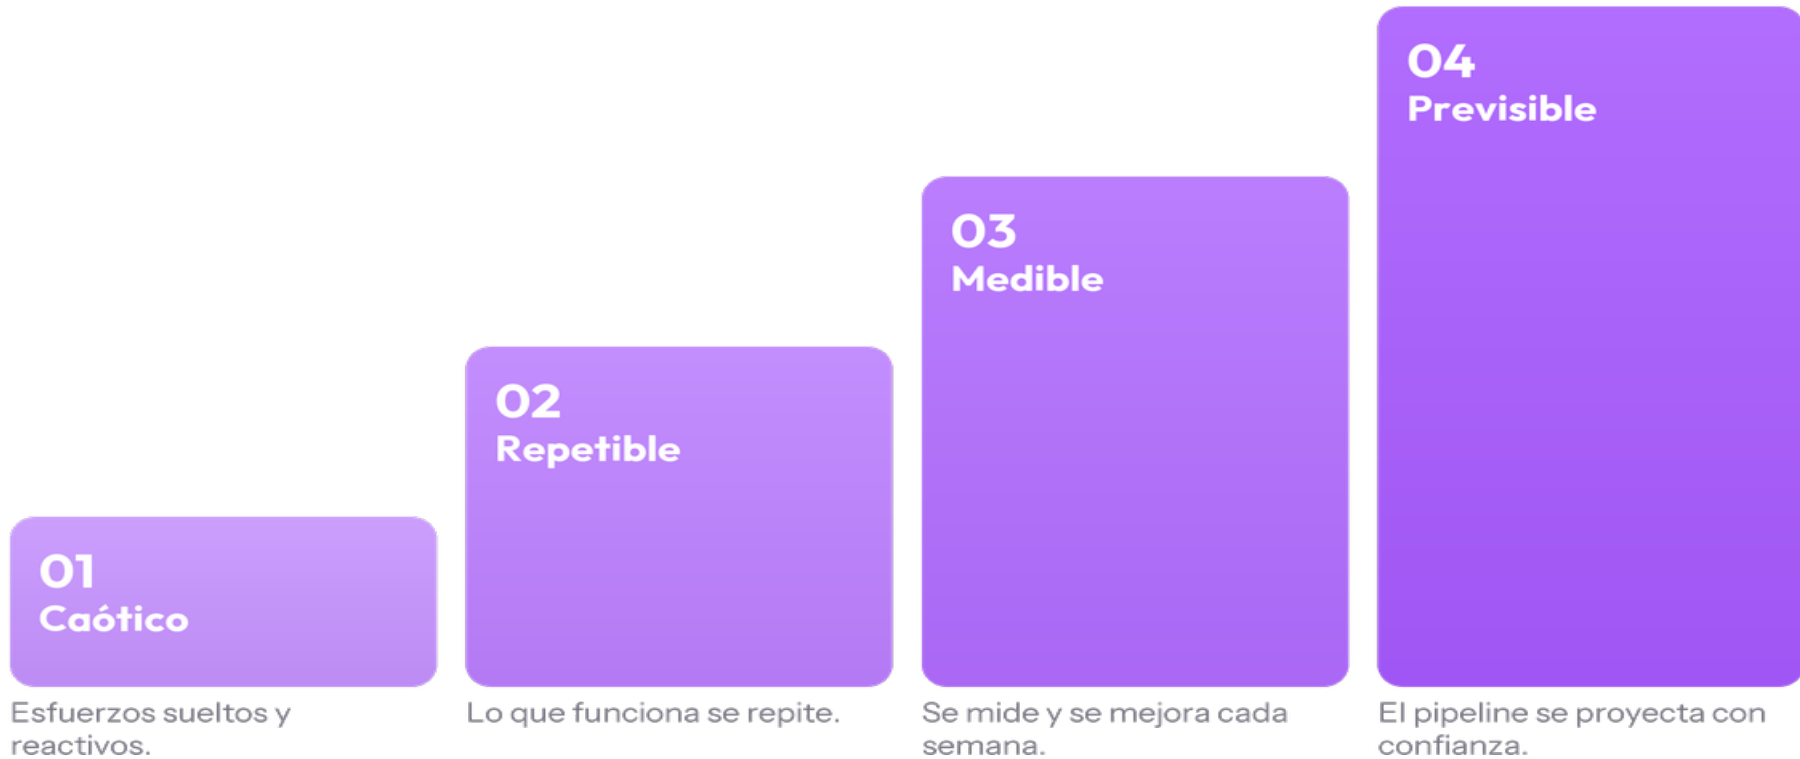 01
Caótico
Esfuerzos sueltos y
reactivos.
02
Repetible
Lo que funciona se repite.
03
Medible
Se mide y se mejora cada
semana.
04
Previsible
El pipeline se proyecta con
confianza.